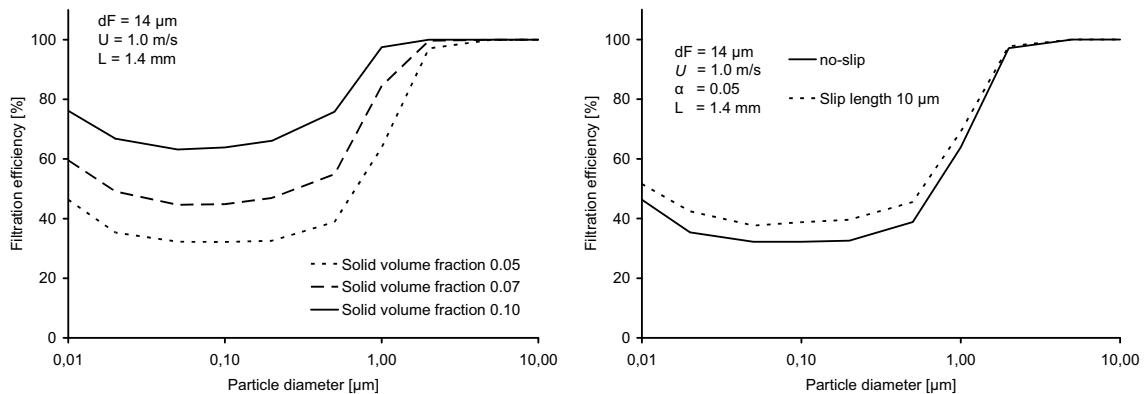 dF = 14 µm
U = 1.0 m/s
L = 1.4 mm
Filtration efficiency [%]
100
80
60
40
20
0
Solid volume fraction 0.05
Solid volume fraction 0.07
Solid volume fraction 0.10
0,01
0,10
1,00
10,00
Particle diameter [µm]
dF = 14 µm
U = 1.0 m/s
α = 0.05
L = 1.4 mm
no-slip
Slip length 10 µm
Filtration efficiency [%]
100
80
60
40
20
0
0,01
0,10
1,00
10,00
Particle diameter [µm]